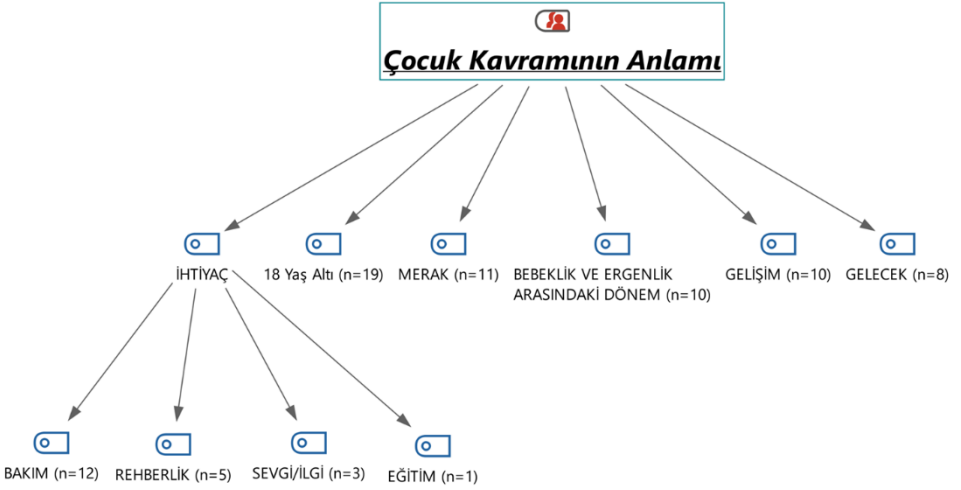 Çocuk Kavramının Anlamı
İHTİYAÇ
18 Yaş Altı (n=19)
MERAK (n=11)
BEBEKLİK VE ERGENLİK
ARASINDAKİ DÖNEM (n=10)
GELİŞİM (n=10)
GELECEK (n=8)
BAKIM (n=12)
REHBERLİK (n=5)
SEVGİ/İLGİ (n=3)
EĞİTİM (n=1)